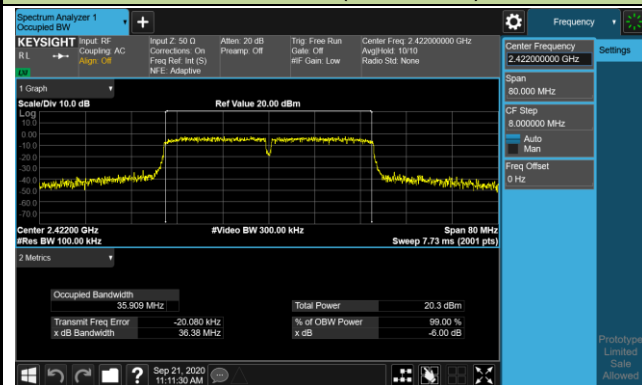 Spectrum Analyzer 1
Occupied BW
Frequency
KEYSIGHT
RL
Input: RF
Coupling: AC
Align: Off
Input Z: 50 Ω
Corrections: On
Freq Ref: Int (S)
NFE: Adaptive
Atten: 20 dB
Preamp: Off
Trig: Free Run
Gate: Off
#IF Gain: Low
Center Freq: 2.422000000 GHz
Avg|Hold: 10/10
Radio Std: None
Center Frequency
2.422000000 GHz
Settings
Span
80.000 MHz
CF Step
8.000000 MHz
Auto
Man
Freq Offset
0 Hz
1 Graph
Scale/Div 10.0 dB
Ref Value 20.00 dBm
Log
10.0
0.00
-10.0
-20.0
-30.0
-40.0
-50.0
-60.0
-70.0
Center 2.42200 GHz
#Video BW 300.00 kHz
Span 80 MHz
#Res BW 100.00 kHz
Sweep 7.73 ms (2001 pts)
2 Metrics
Occupied Bandwidth
35.909 MHz
Total Power 20.3 dBm
Transmit Freq Error -20.080 kHz
% of OBW Power 99.00 %
x dB Bandwidth 36.38 MHz
x dB -6.00 dB
Sep 21, 2020
11:11:30 AM
Prototype
Limited
Sale
Allowed